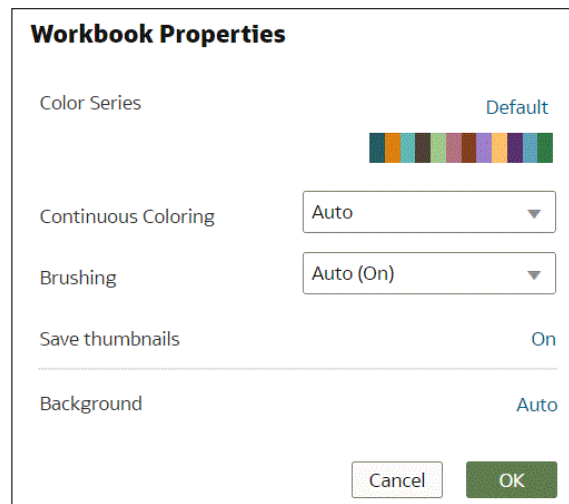 Workbook Properties
Color Series
Default
Continuous Coloring
Auto
Brushing
Auto (On)
Save thumbnails
On
Background
Auto
Cancel
OK